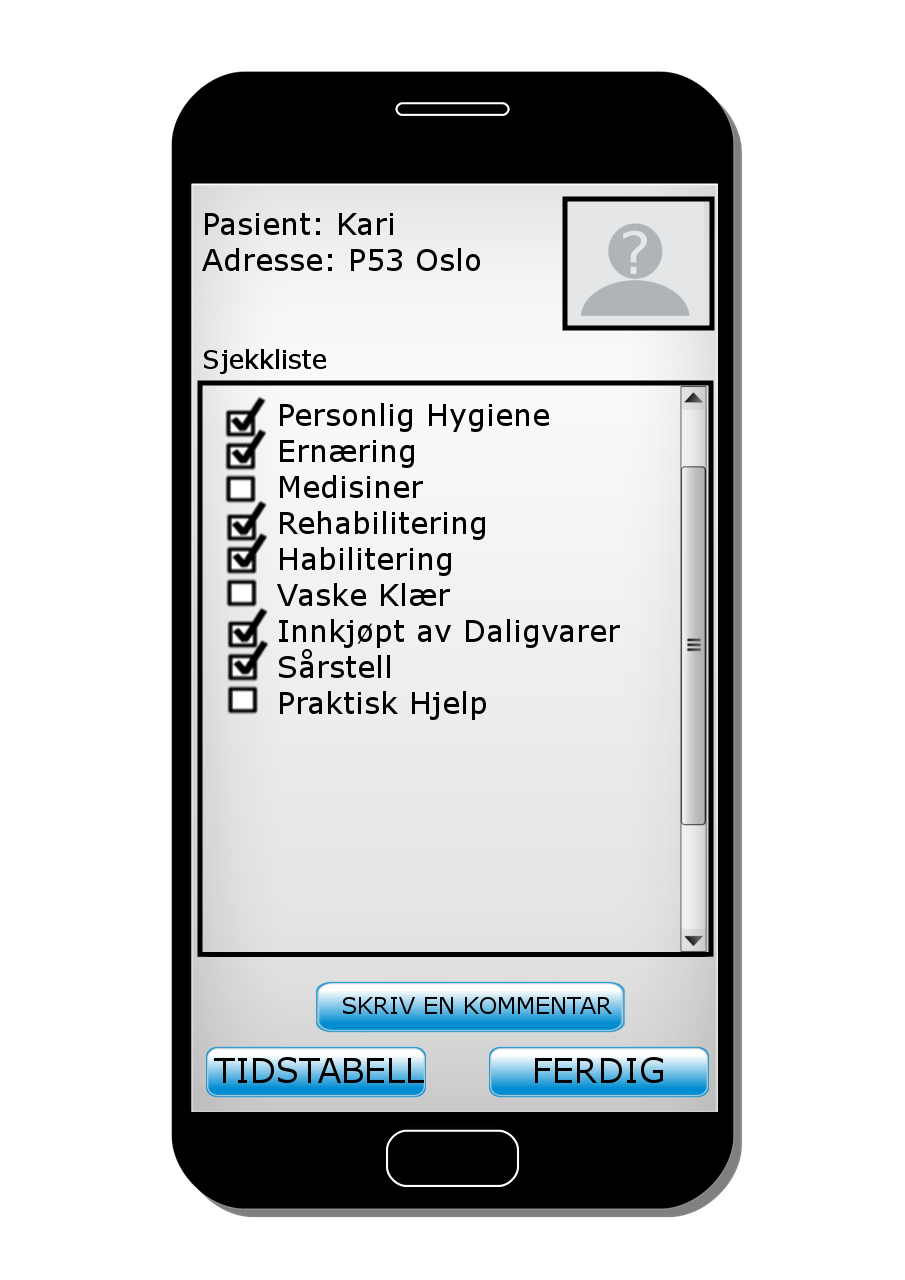 Pasient: Kari
Adresse: P53 Oslo
?
Sjekkliste
Personlig Hygiene
Ernæring
Medisiner
Rehabilitering
Habilitering
Vaske Klær
Innkjøpt av Daligvarer
Sårstell
Praktisk Hjelp
SKRIV EN KOMMENTAR
TIDSTABELL
FERDIG